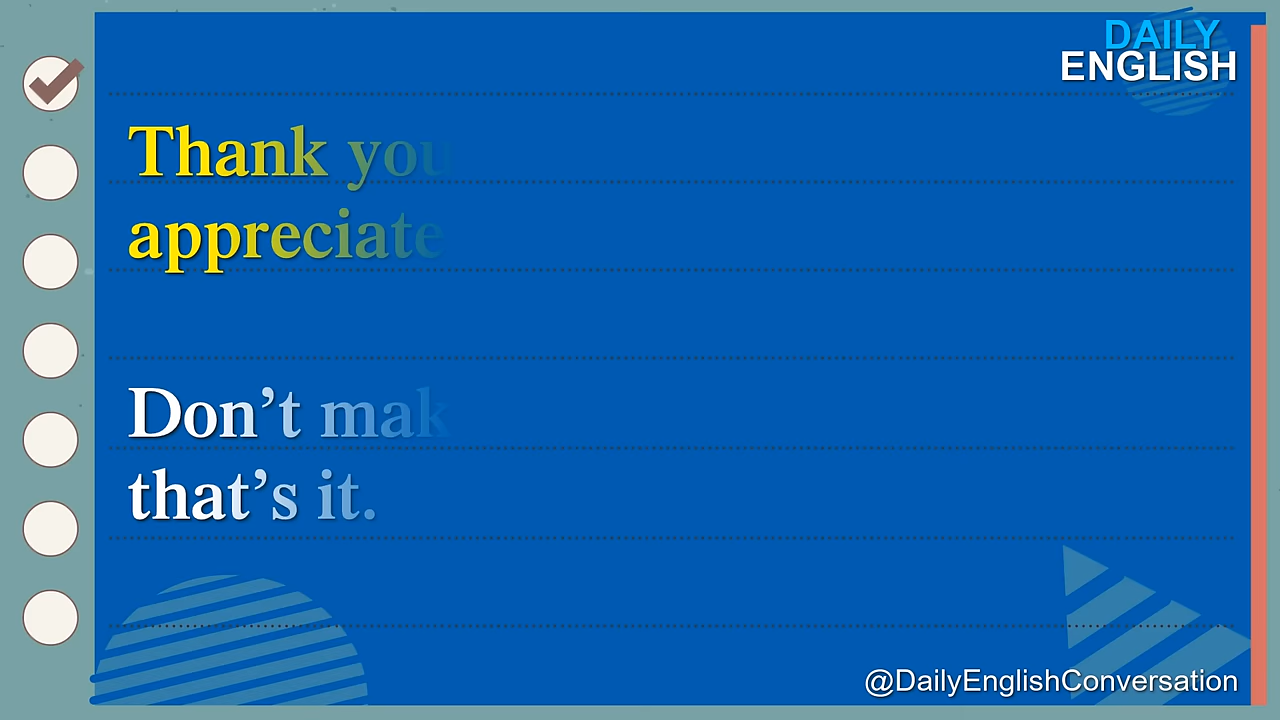 DAILY
ENGLISH
Thank you
appreciate
Don't mak
that's it.
@DailyEnglishConversation